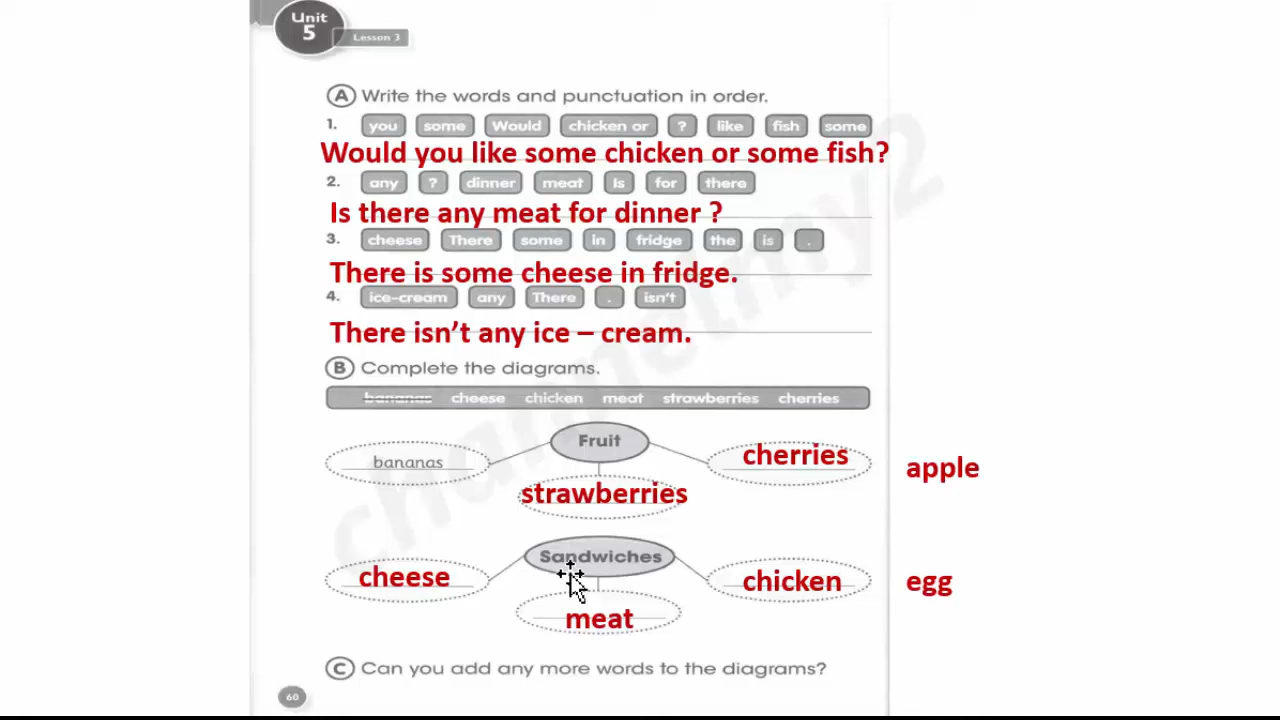 Unit
5
Lesson 3
A Write the words and punctuation in order.
1. you some Would chicken or ? like fish some
Would you like some chicken or some fish?
2. any ? dinner meat Is for there
Is there any meat for dinner ?
3. cheese There some in fridge the is .
There is some cheese in fridge.
4. ice-cream any There . isn't
There isn't any ice – cream.
B Complete the diagrams.
bananas cheese chicken meat strawberries cherries
Fruit
bananas cherries apple
strawberries
Sandwiches
cheese chicken egg
meat
C Can you add any more words to the diagrams?
60